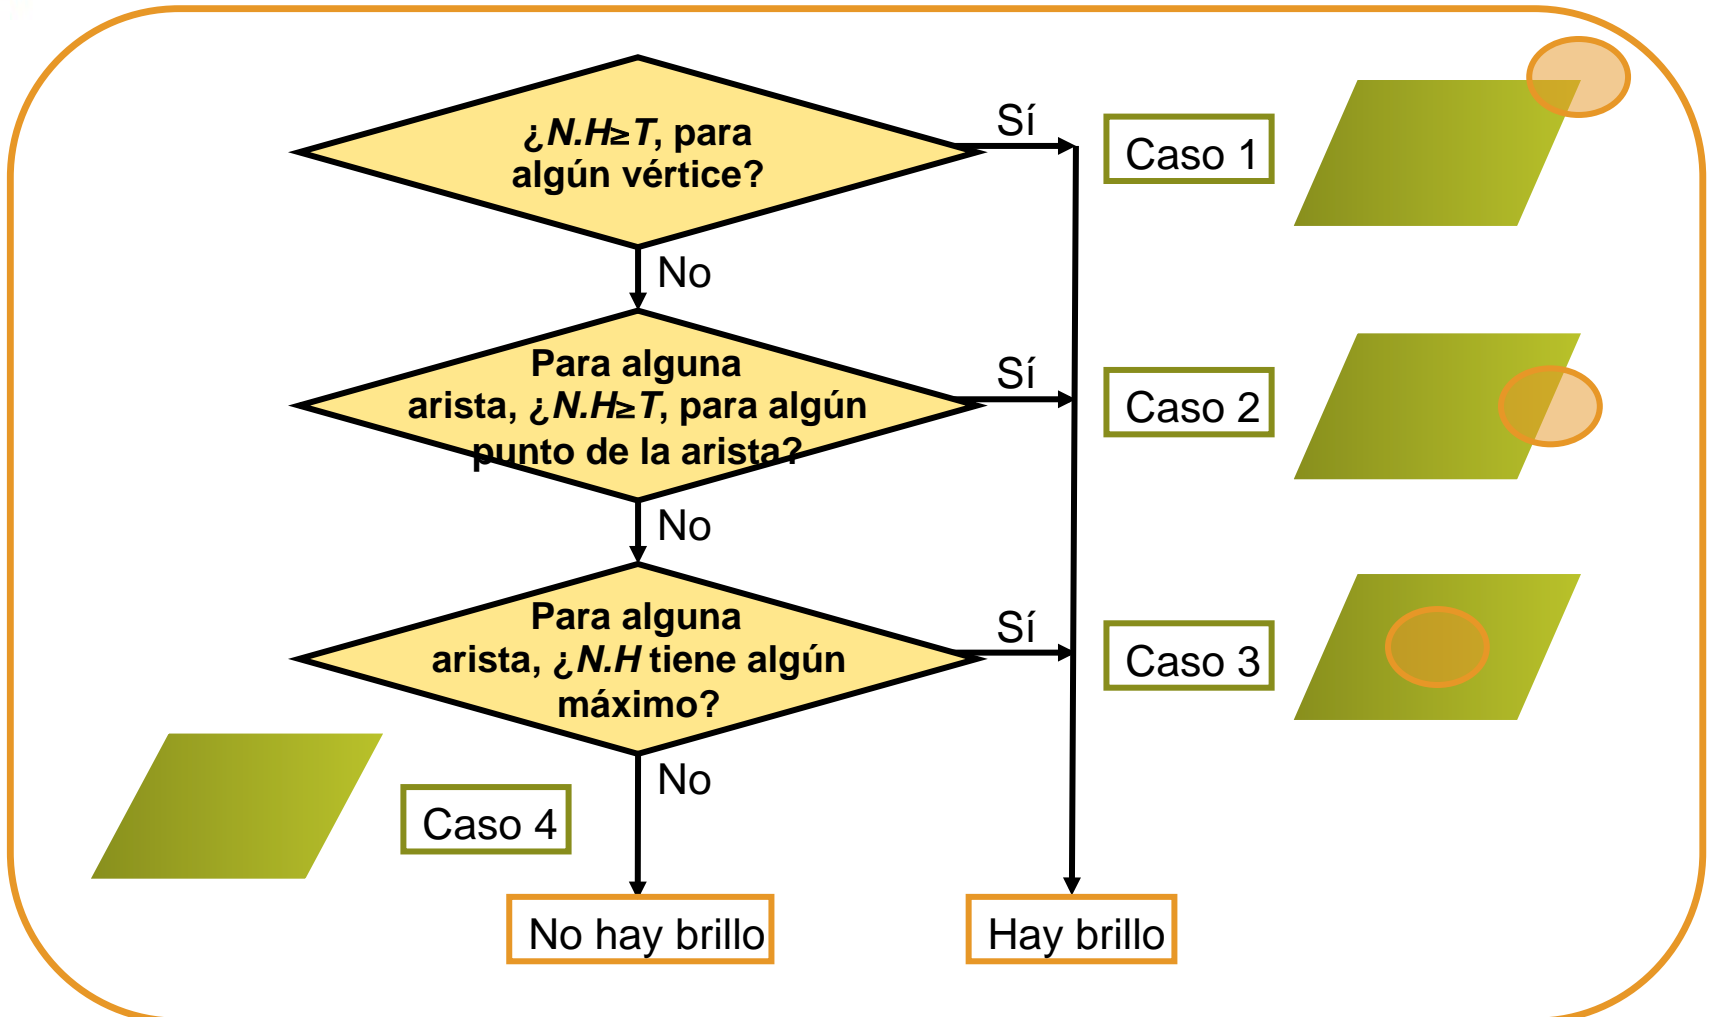 ¿N.H≥T, para
algún vértice?
Sí
Caso 1
No
Para alguna
arista, ¿N.H≥T, para algún
punto de la arista?
Sí
Caso 2
No
Para alguna
arista, ¿N.H tiene algún
máximo?
Sí
Caso 3
No
Caso 4
No hay brillo
Hay brillo